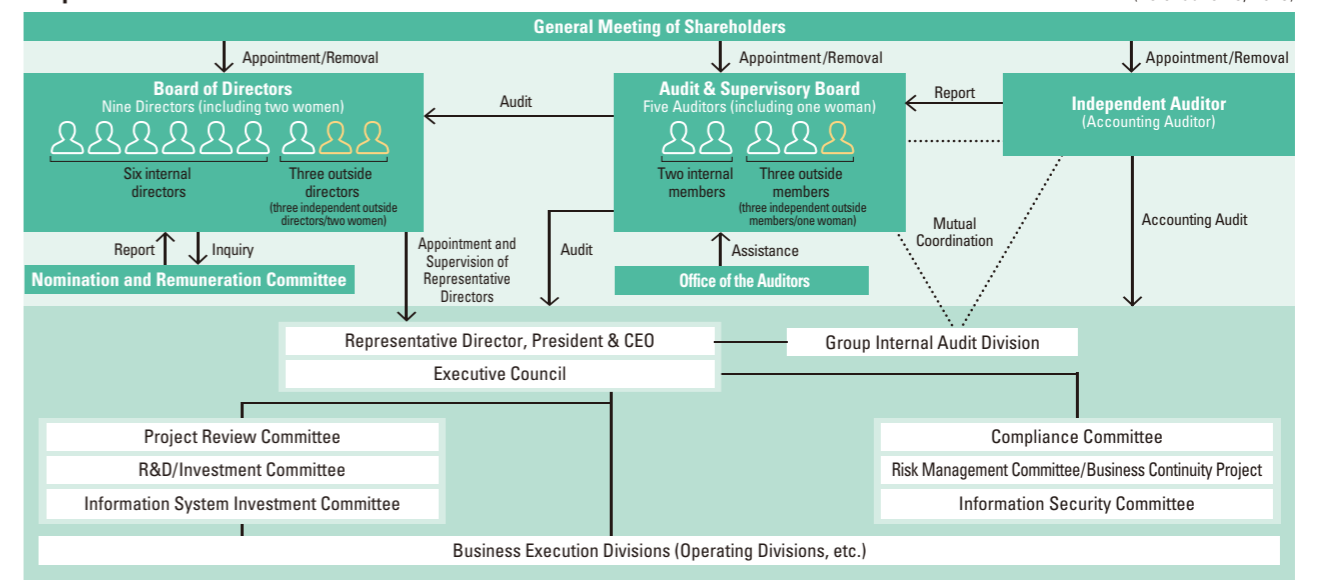 General Meeting of Shareholders
Appointment/Removal
Appointment/Removal
Appointment/Removal
Board of Directors
Nine Directors (including two women)
Six internal
directors
Three outside
directors
(three independent outside
directors/two women)
Audit
Audit & Supervisory Board
Five Auditors (including one woman)
Two internal
members
Three outside
members
(three independent outside
members/one woman)
Report
Independent Auditor
(Accounting Auditor)
Report
Inquiry
Nomination and Remuneration Committee
Appointment and
Supervision of
Representative
Directors
Audit
Assistance
Office of the Auditors
Mutual
Coordination
Accounting Audit
Representative Director, President & CEO
Executive Council
Group Internal Audit Division
Project Review Committee
R&D/Investment Committee
Information System Investment Committee
Compliance Committee
Risk Management Committee/Business Continuity Project
Information Security Committee
Business Execution Divisions (Operating Divisions, etc.)